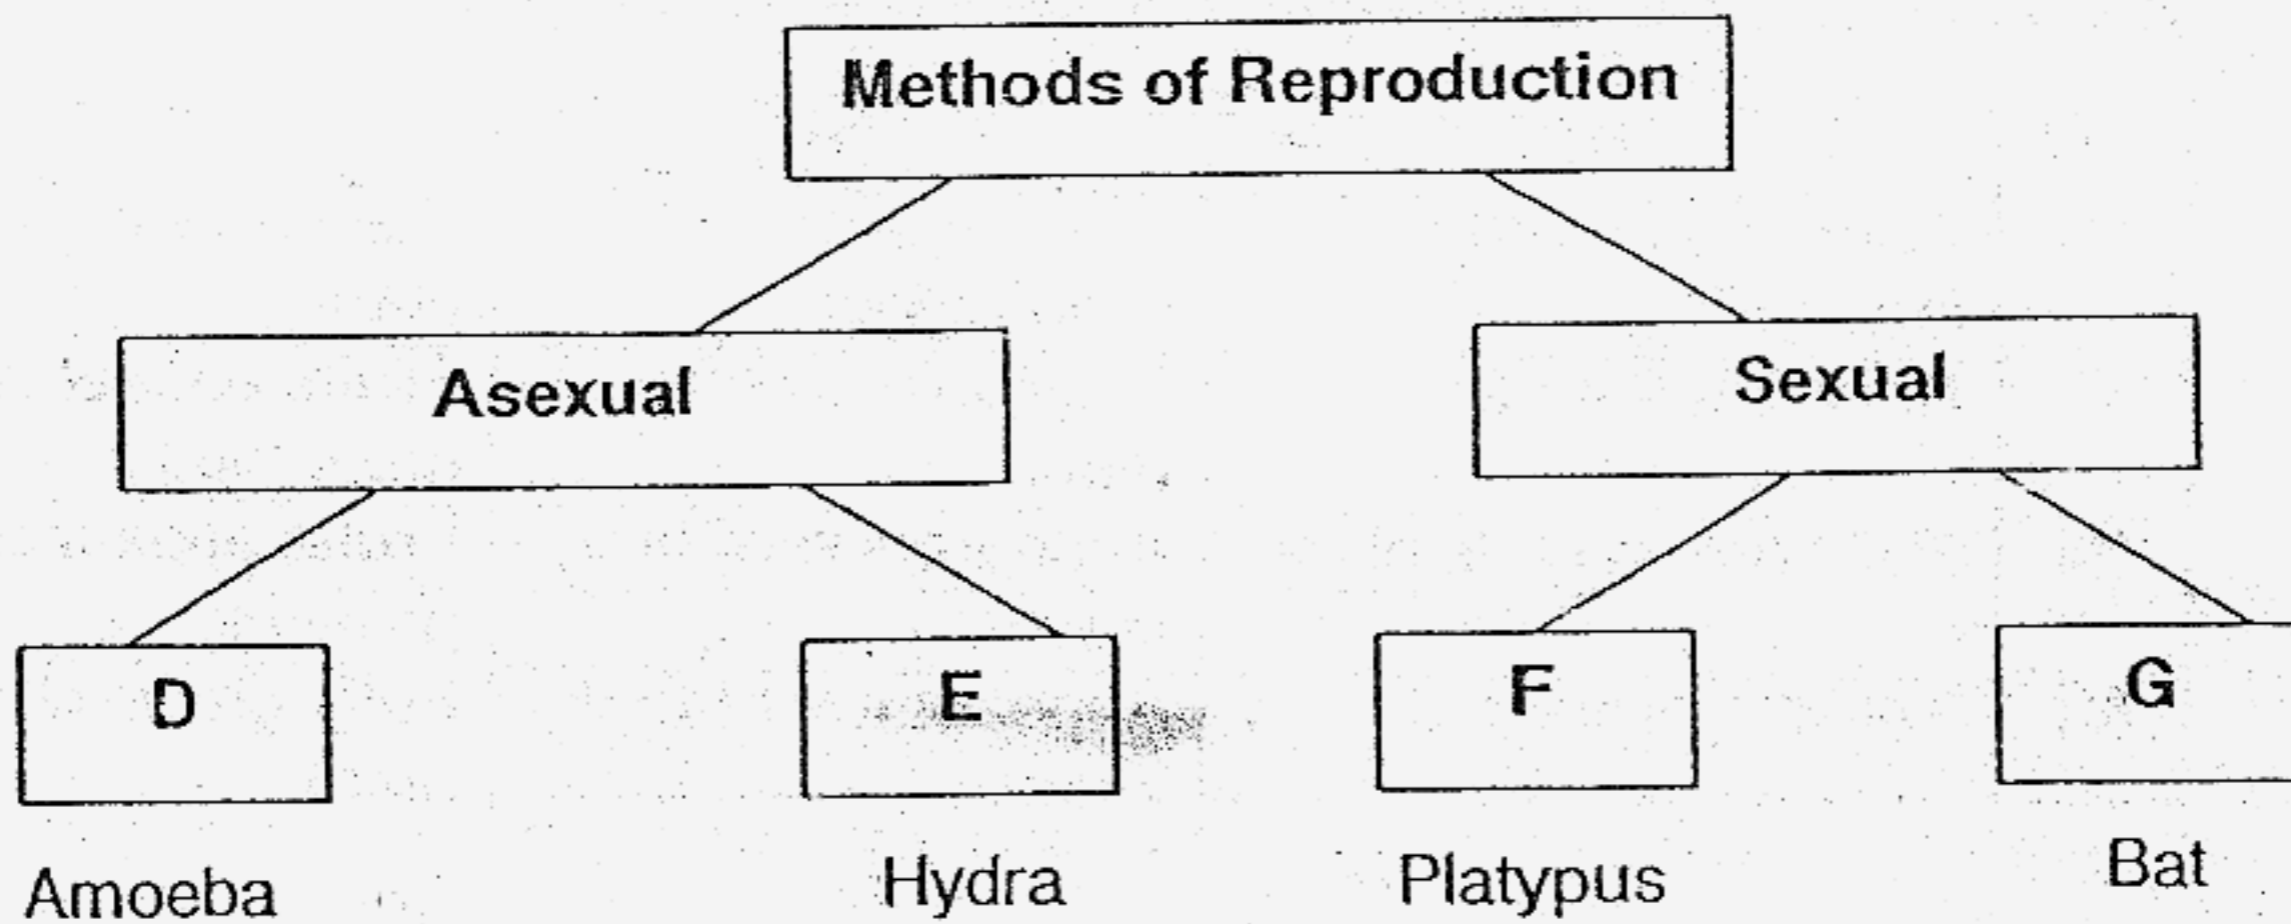 Methods of Reproduction
Asexual
Sexual
D
E
F
G
Amoeba
Hydra
Platypus
Bat